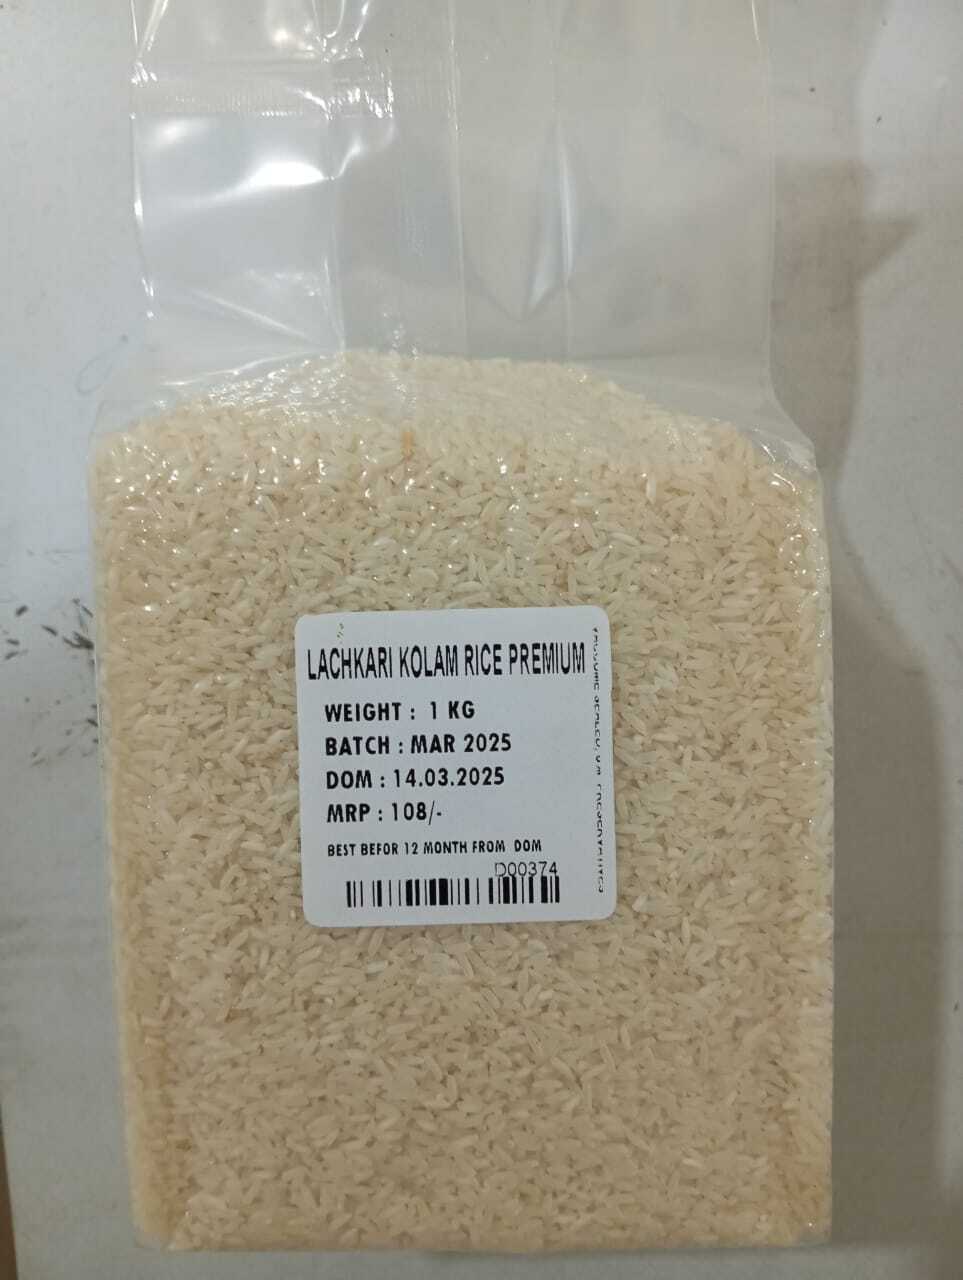 LACHKARI KOLAM RICE PREMIUM
WEIGHT : 1 KG
BATCH : MAR 2025
DOM : 14.03.2025
MRP : 108/-
BEST BEFOR 12 MONTH FROM DOM
D00374